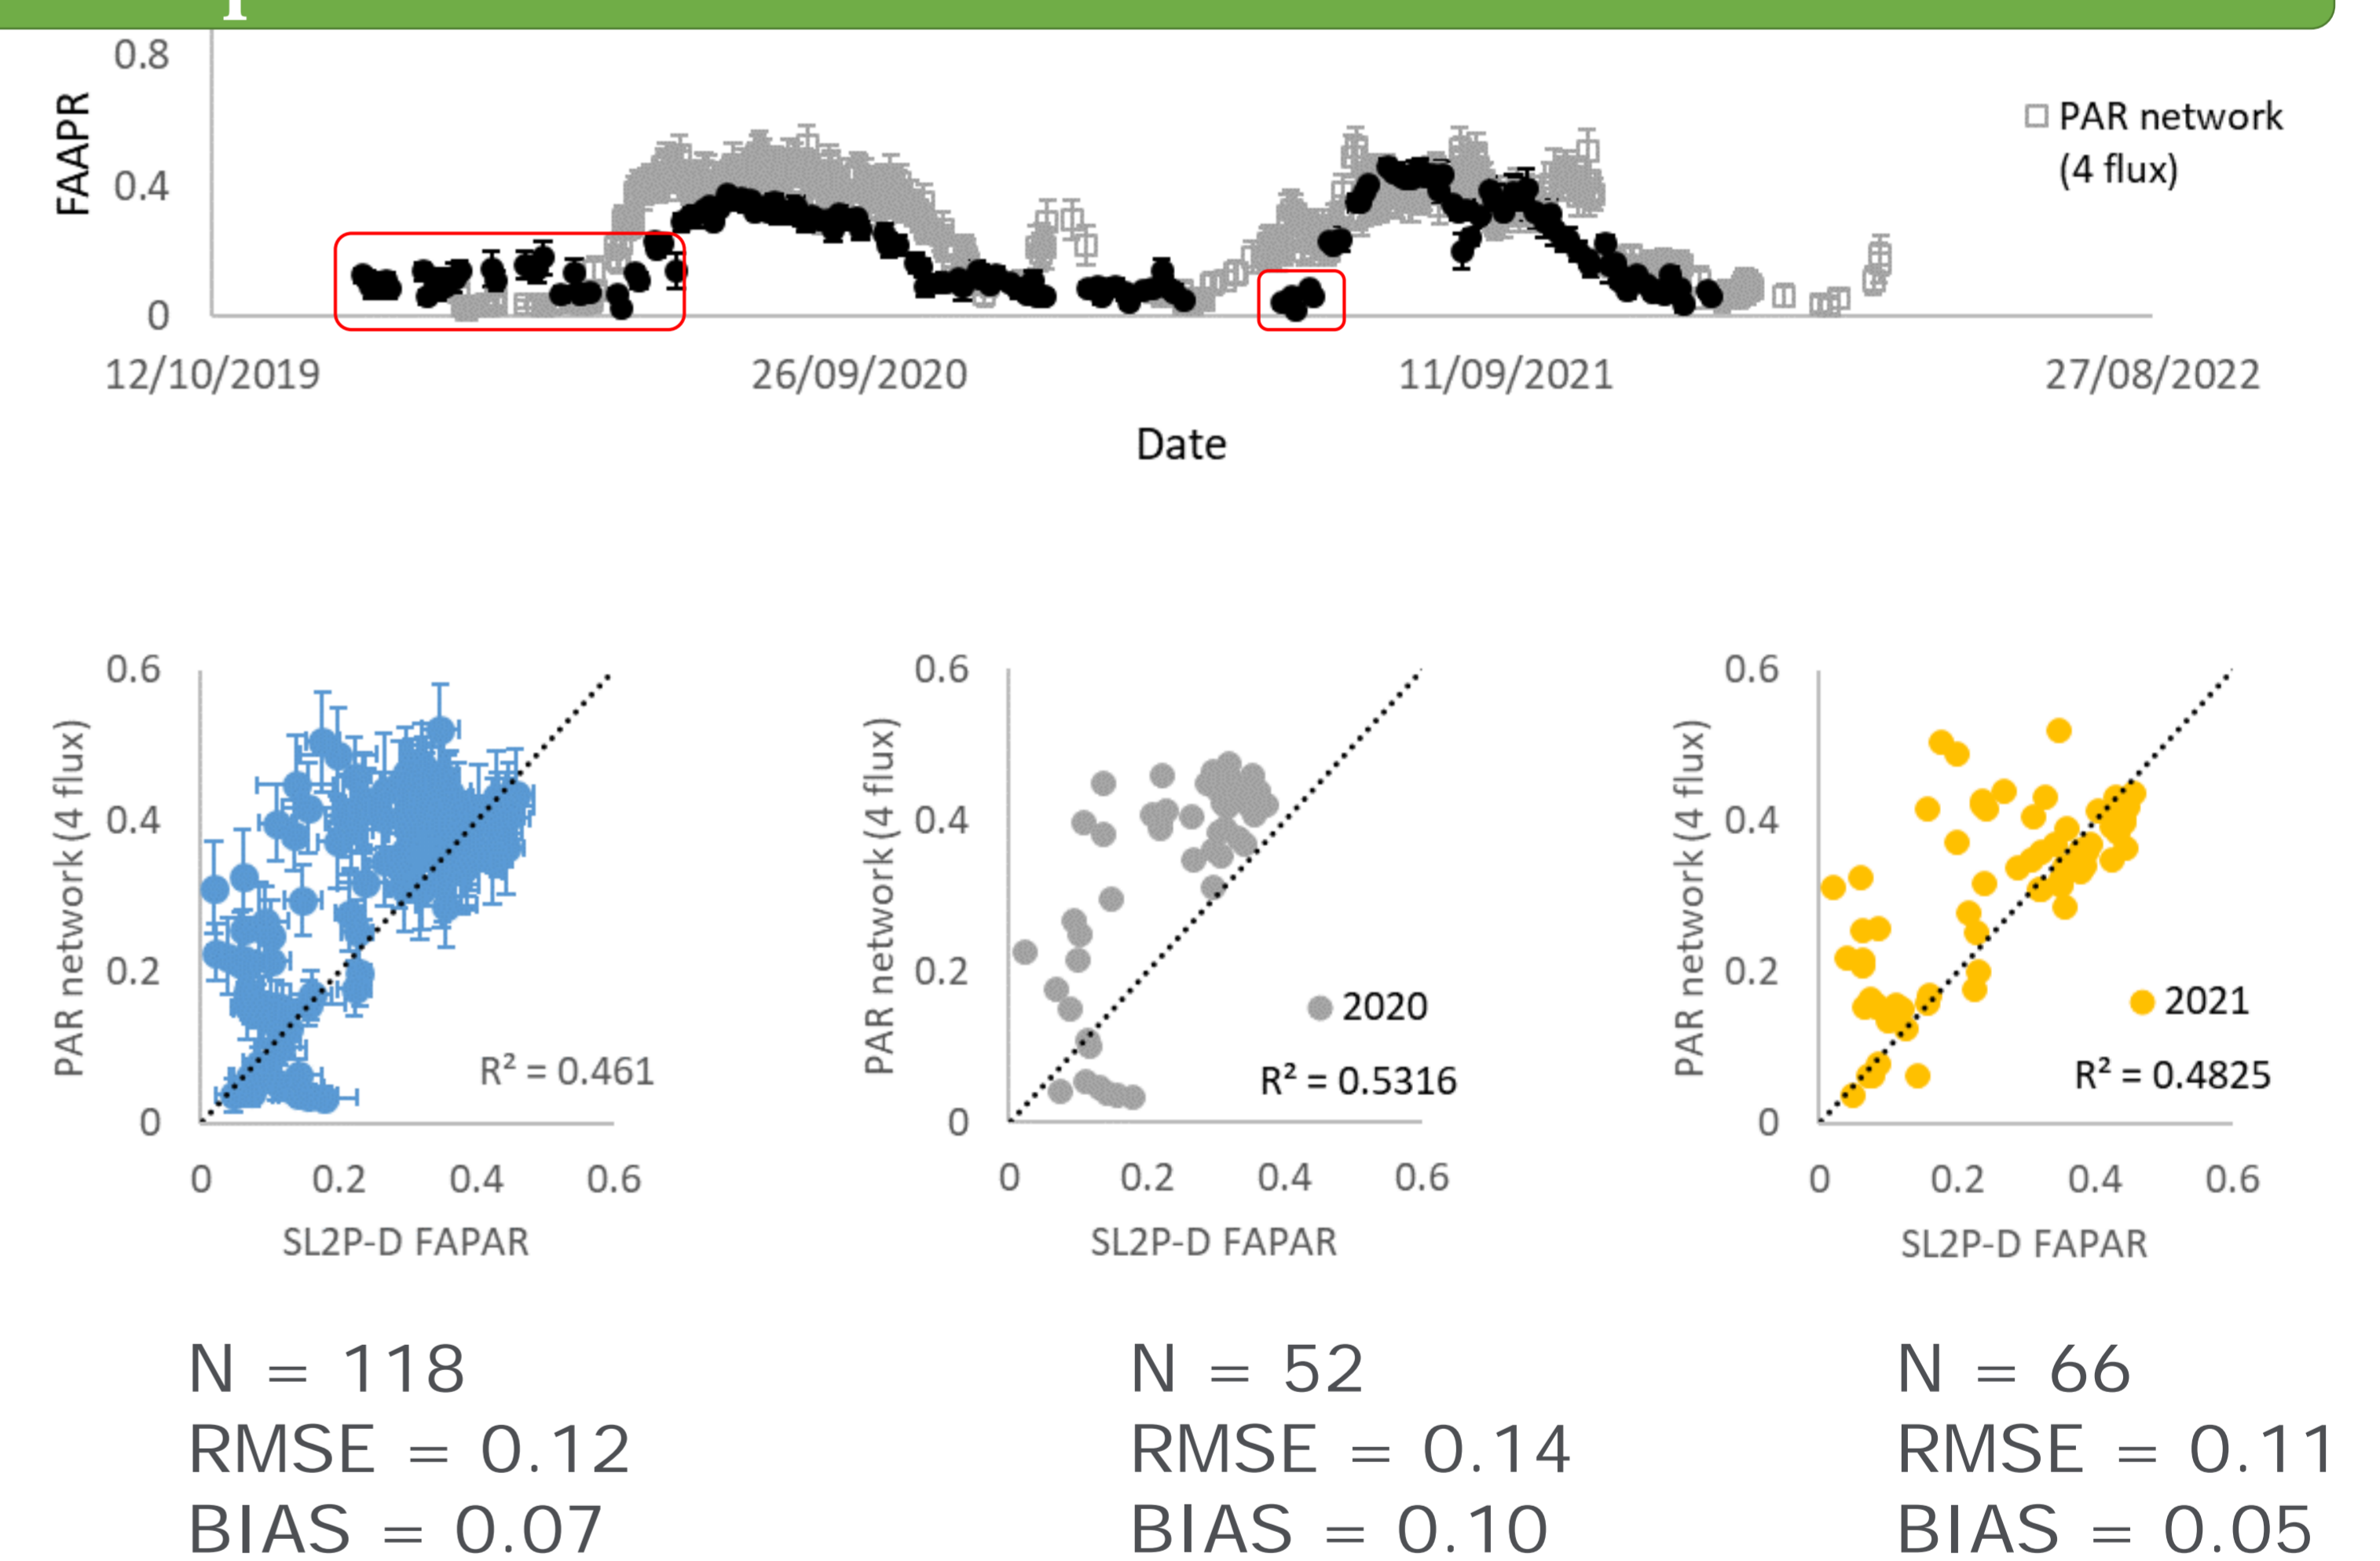 0.8
0.4
0
FAAPR
PAR network
(4 flux)
12/10/2019
26/09/2020
11/09/2021
27/08/2022
Date
0.6
0.4
0.2
0
PAR network (4 flux)
R² = 0.461
0
0.2
0.4
0.6
SL2P-D FAPAR
0.6
0.4
0.2
0
PAR network (4 flux)
2020
R² = 0.5316
0
0.2
0.4
0.6
SL2P-D FAPAR
0.6
0.4
0.2
0
PAR network (4 flux)
2021
R² = 0.4825
0
0.2
0.4
0.6
SL2P-D FAPAR
N = 118
RMSE = 0.12
BIAS = 0.07
N = 52
RMSE = 0.14
BIAS = 0.10
N = 66
RMSE = 0.11
BIAS = 0.05